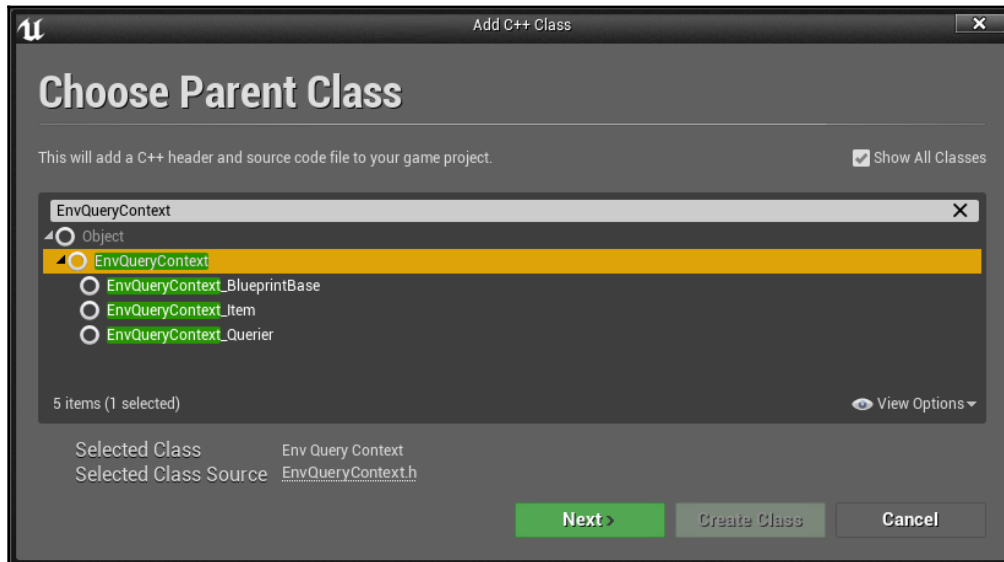 Add C++ Class
Choose Parent Class
This will add a C++ header and source code file to your game project.
Show All Classes
EnvQueryContext
Object
EnvQueryContext
EnvQueryContext_BlueprintBase
EnvQueryContext_Item
EnvQueryContext_Querier
5 items (1 selected)
View Options
Selected Class Env Query Context
Selected Class Source EnvQueryContext.h
Next> Create Class Cancel